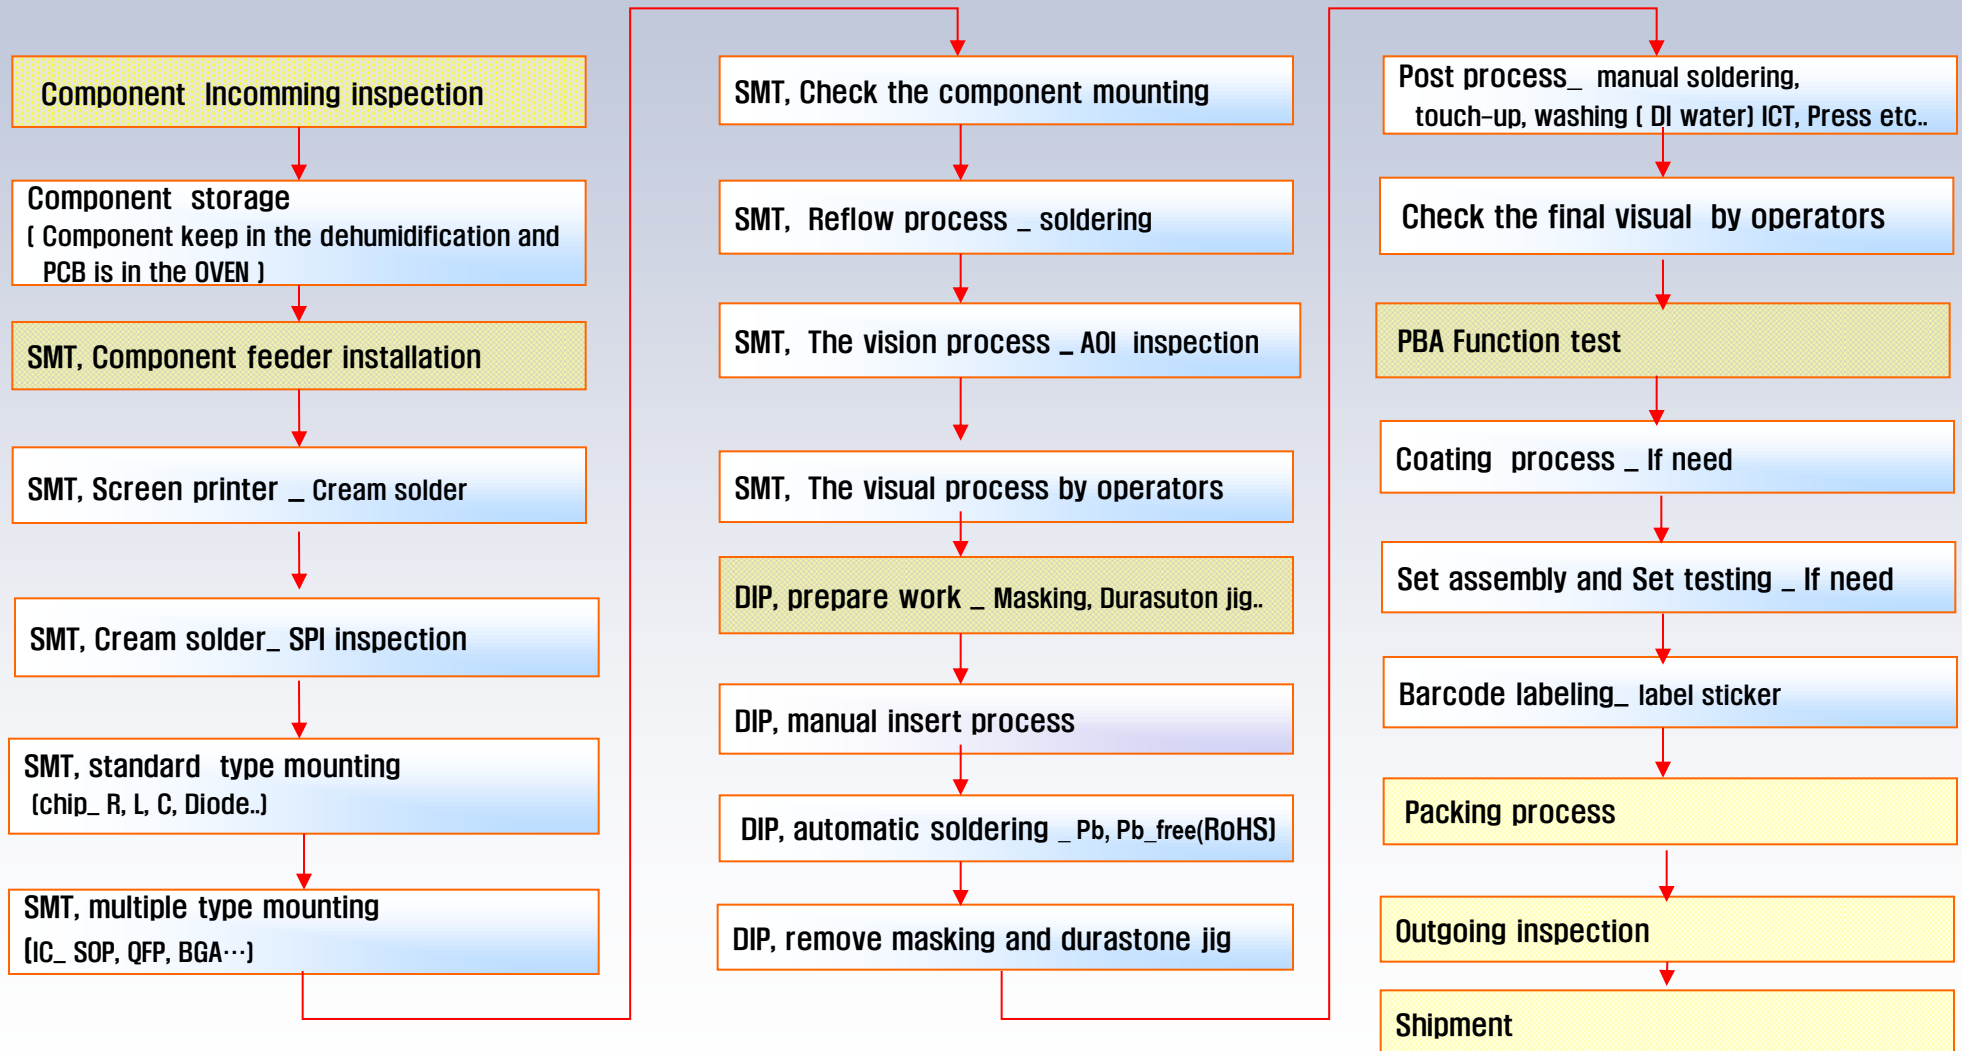 Component Incomming inspection
Component storage
( Component keep in the dehumidification and
PCB is in the OVEN )
SMT, Component feeder installation
SMT, Screen printer _ Cream solder
SMT, Cream solder_ SPI inspection
SMT, standard type mounting
(chip_ R, L, C, Diode..)
SMT, multiple type mounting
(IC_ SOP, QFP, BGA…)
SMT, Check the component mounting
SMT, Reflow process _ soldering
SMT, The vision process _ AOI inspection
SMT, The visual process by operators
DIP, prepare work _ Masking, Durasuton jig..
DIP, manual insert process
DIP, automatic soldering _ Pb, Pb_free(RoHS)
DIP, remove masking and durastone jig
Post process_ manual soldering,
touch-up, washing ( DI water) ICT, Press etc..
Check the final visual by operators
PBA Function test
Coating process _ If need
Set assembly and Set testing _ If need
Barcode labeling_ label sticker
Packing process
Outgoing inspection
Shipment